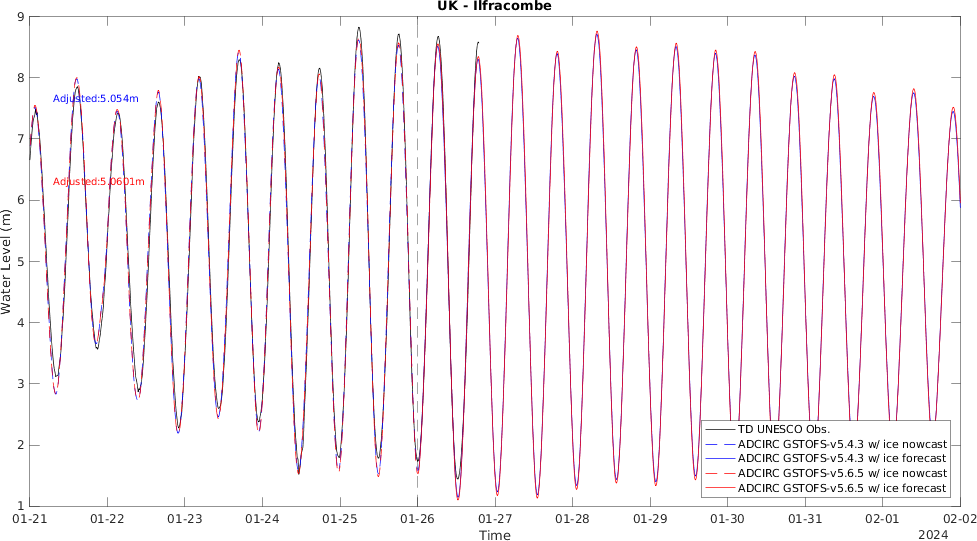 UK - Ilfracombe
9
8
7
6
5
4
3
2
1
Water Level (m)
Adjusted:5.054m
Adjusted:5.0601m
TD UNESCO Obs.
ADCIRC GSTOFS-v5.4.3 w/ ice nowcast
ADCIRC GSTOFS-v5.4.3 w/ ice forecast
ADCIRC GSTOFS-v5.6.5 w/ ice nowcast
ADCIRC GSTOFS-v5.6.5 w/ ice forecast
01-21 01-22 01-23 01-24 01-25 01-26 01-27 01-28 01-29 01-30 01-31 02-01 02-02
Time
2024